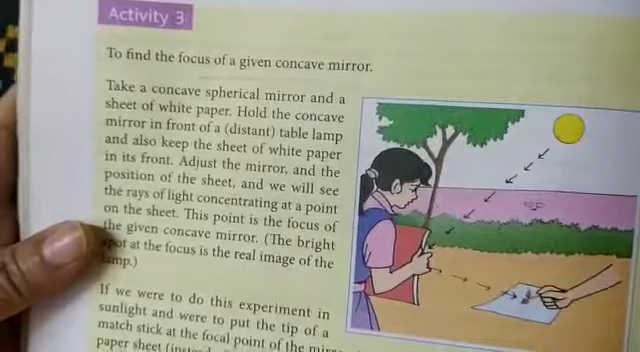 Activity 3
To find the focus of a given concave mirror.
Take a concave spherical mirror and a
sheet of white paper. Hold the concave
mirror in front of a (distant) table lamp
and also keep the sheet of white paper
in its front. Adjust the mirror, and the
position of the sheet, and we will see
the rays of light concentrating at a point
on the sheet. This point is the focus of
the given concave mirror. (The bright
spot at the focus is the real image of the
lamp.)
If we were to do this experiment in
sunlight and were to put the tip of a
match stick at the focal point of the
paper sheet